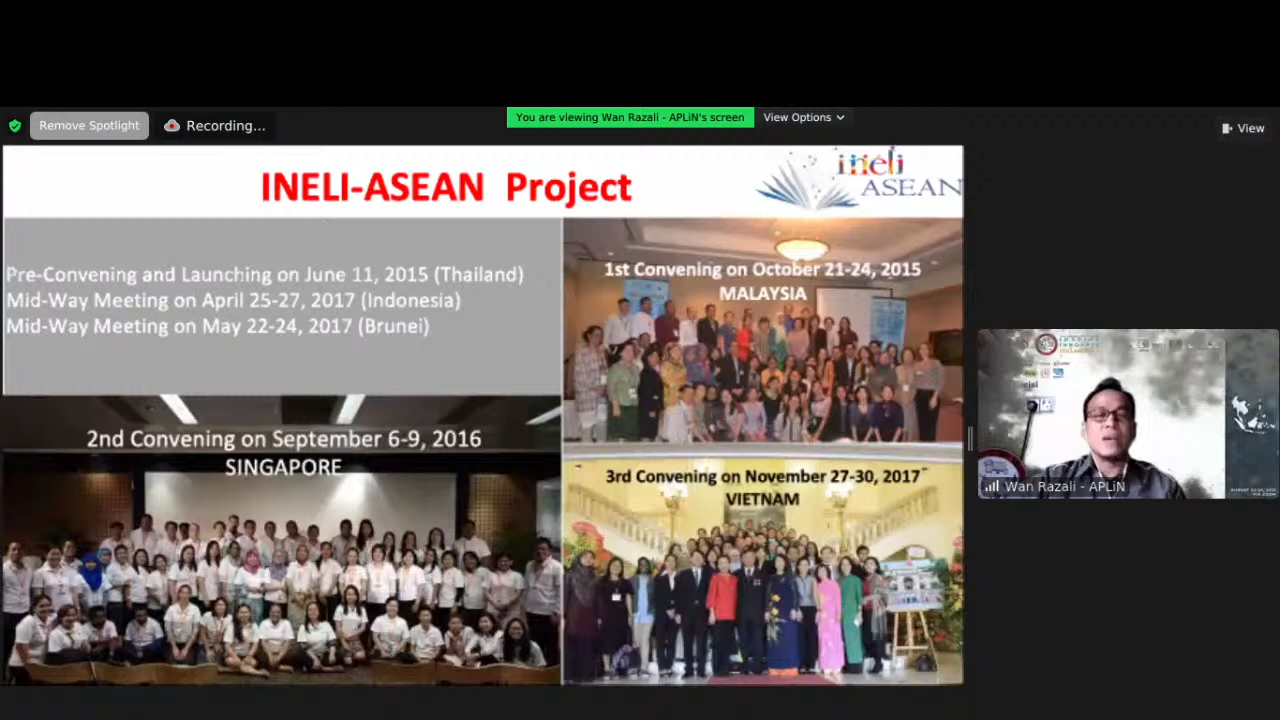 Remove Spotlight
Recording...
You are viewing Wan Razali - APLiN's screen
View Options
View
INELI-ASEAN Project
ineli
ASEAN
Pre-Convening and Launching on June 11, 2015 (Thailand)
Mid-Way Meeting on April 25-27, 2017 (Indonesia)
Mid-Way Meeting on May 22-24, 2017 (Brunei)
1st Convening on October 21-24, 2015
MALAYSIA
2nd Convening on September 6-9, 2016
SINGAPORE
3rd Convening on November 27-30, 2017
VIETNAM
Wan Razali - APLiN